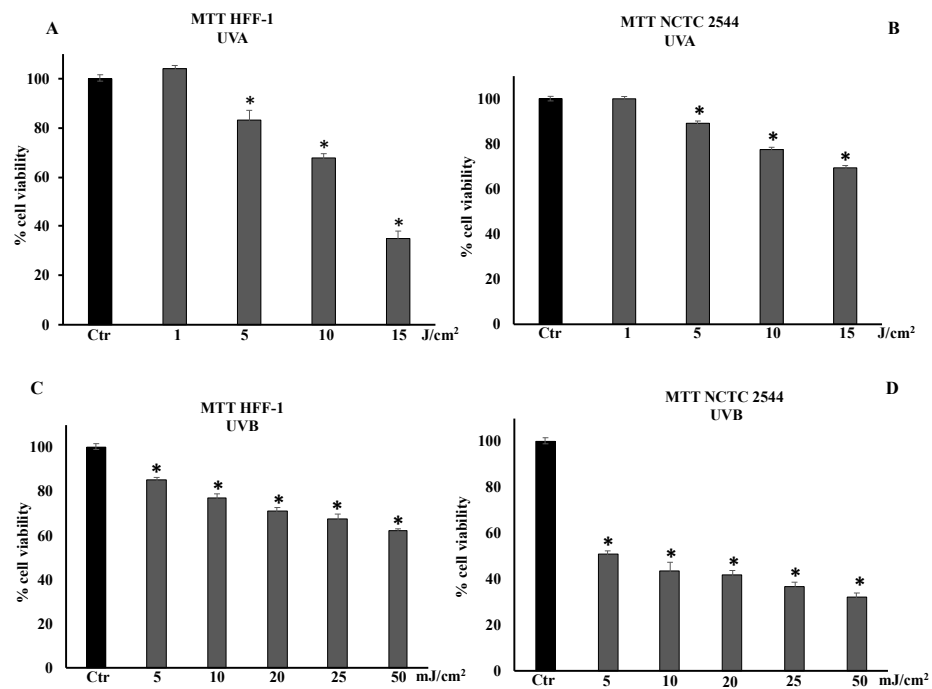 A
MTT HFF-1
UVA
% cell viability
100
80
60
40
20
0
*
*
*
Ctr 1 5 10 15 J/cm²
B
MTT NCTC 2544
UVA
% cell viability
100
80
60
40
20
0
*
*
*
Ctr 1 5 10 15 J/cm²
C
MTT HFF-1
UVB
% cell viability
100
80
60
40
20
0
*
*
*
*
*
Ctr 5 10 20 25 50 mJ/cm²
D
MTT NCTC 2544
UVB
% cell viability
100
80
60
40
20
0
*
*
*
*
*
Ctr 5 10 20 25 50 mJ/cm²